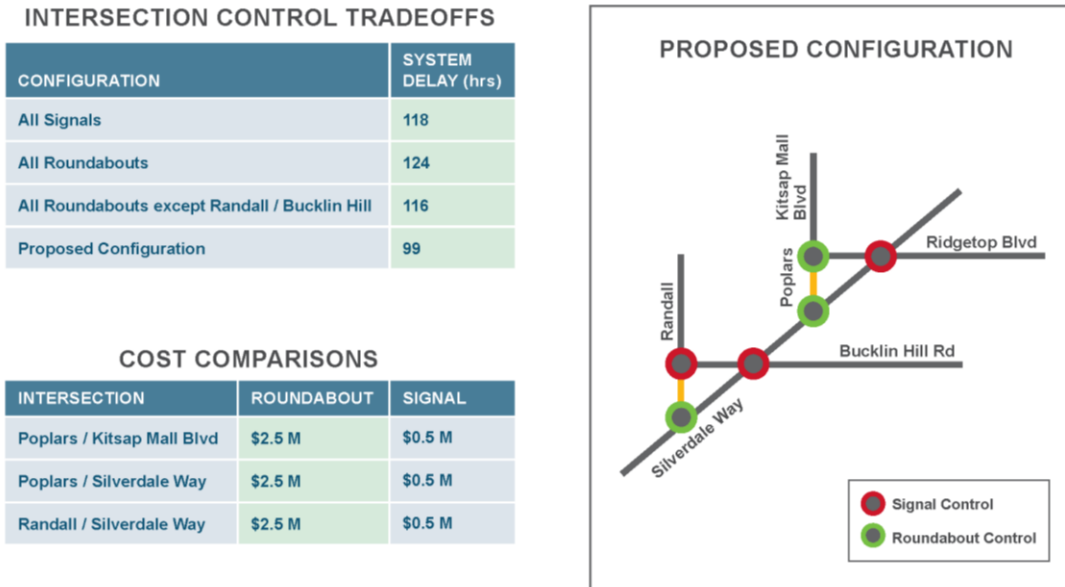 INTERSECTION CONTROL TRADEOFFS
CONFIGURATION SYSTEM DELAY (hrs)
All Signals 118
All Roundabouts 124
All Roundabouts except Randall / Bucklin Hill 116
Proposed Configuration 99
COST COMPARISONS
INTERSECTION ROUNDABOUT SIGNAL
Poplars / Kitsap Mall Blvd $2.5 M $0.5 M
Poplars / Silverdale Way $2.5 M $0.5 M
Randall / Silverdale Way $2.5 M $0.5 M
PROPOSED CONFIGURATION
Kitsap Mall
Blvd
Ridgetop Blvd
Poplars
Randall
Bucklin Hill Rd
Silverdale Way
Signal Control
Roundabout Control